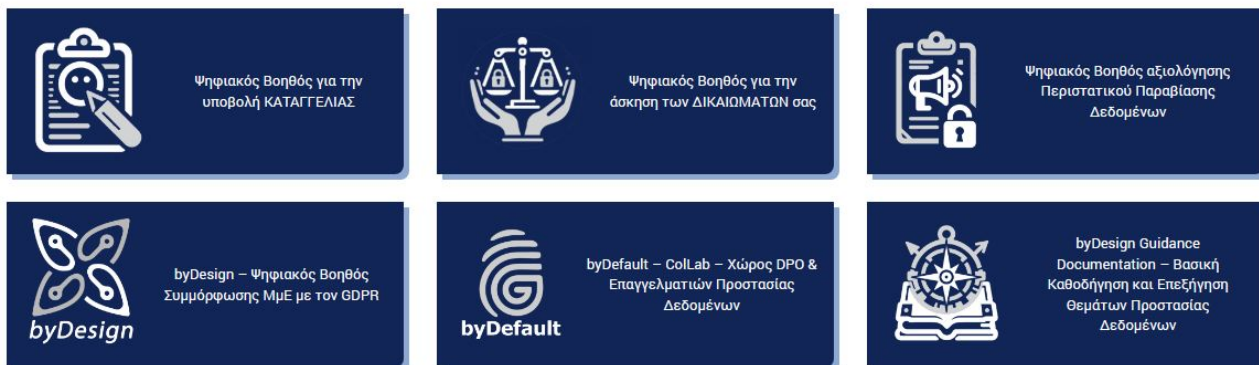 Ψηφιακός Βοηθός για την
υποβολή ΚΑΤΑΓΓΕΛΙΑΣ
Ψηφιακός Βοηθός για την
άσκηση των ΔΙΚΑΙΩΜΑΤΩΝ σας
Ψηφιακός Βοηθός αξιολόγησης
Περιστατικού Παραβίασης
Δεδομένων
byDesign
byDesign – Ψηφιακός Βοηθός
Συμμόρφωσης ΜμΕ με τον GDPR
byDefault
byDefault – ColLab – Χώρος DPO &
Επαγγελματιών Προστασίας
Δεδομένων
byDesign Guidance
Documentation – Βασική
Καθοδήγηση και Επεξήγηση
Θεμάτων Προστασίας
Δεδομένων